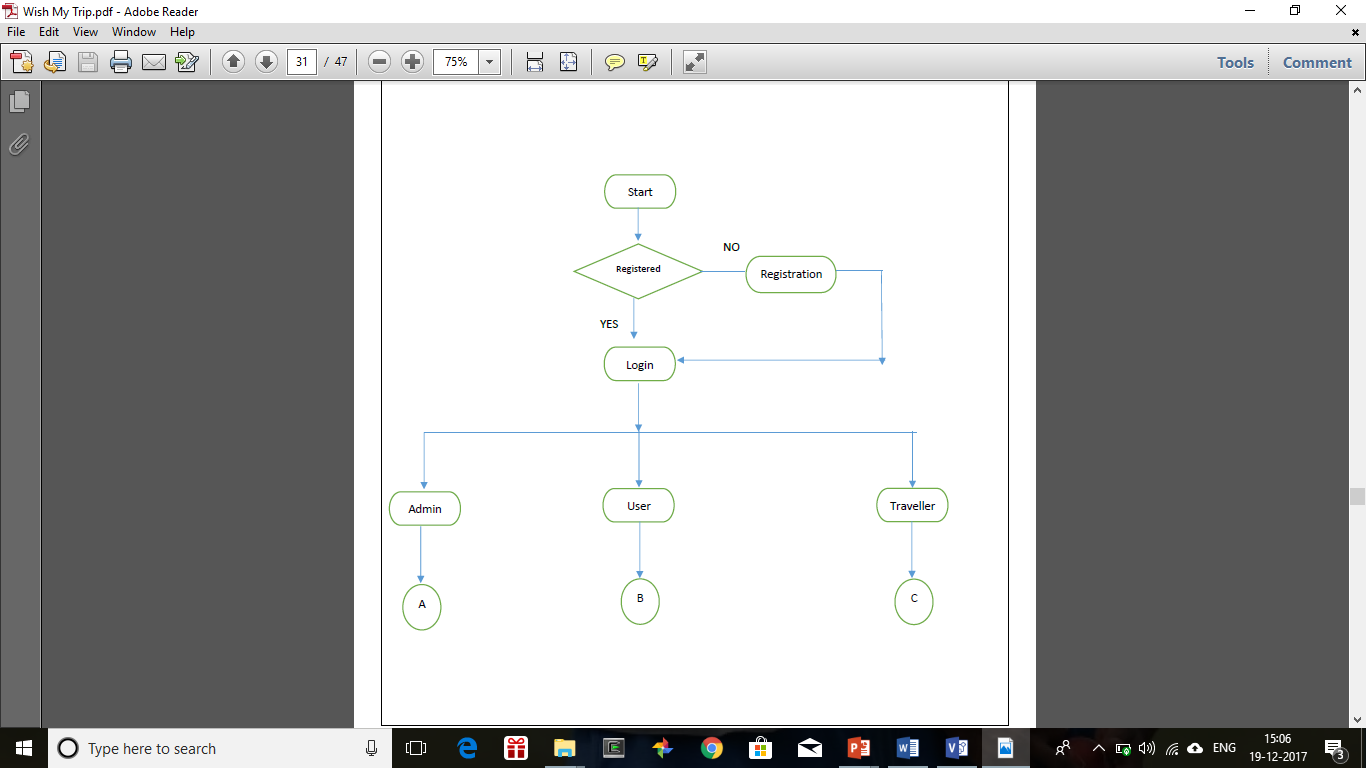 Wish My Trip.pdf - Adobe Reader
File Edit View Window Help
31 / 47 75% Tools Comment
Start
NO
Registered
Registration
YES
Login
Admin User Traveller
A B C
Type here to search
ENG
15:06
19-12-2017
3